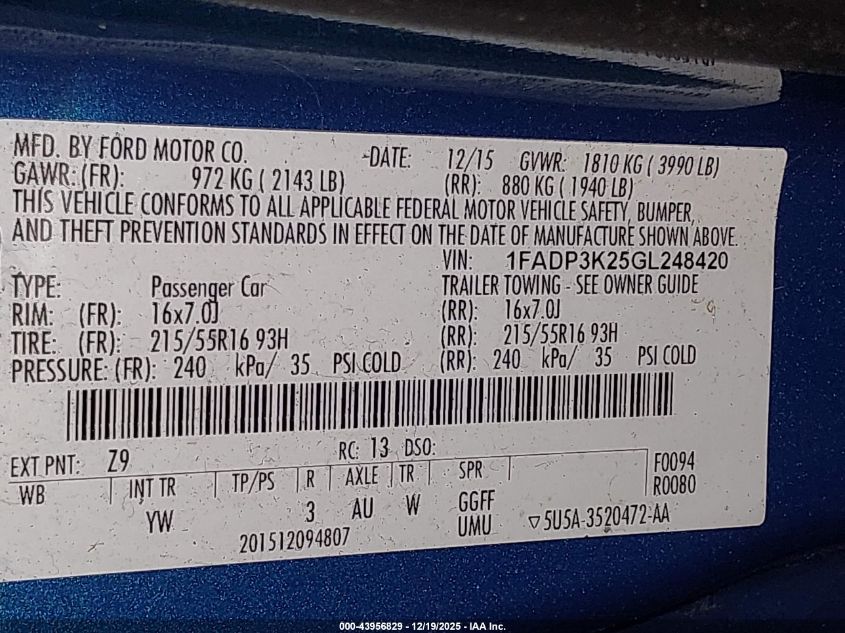 MFD. BY FORD MOTOR CO. -DATE: 12/15 GVWR: 1810 KG ( 3990 LB)
GAWR: (FR): 972 KG ( 2143 LB) (RR): 880 KG ( 1940 LB)
THIS VEHICLE CONFORMS TO ALL APPLICABLE FEDERAL MOTOR VEHICLE SAFETY, BUMPER,
AND THEFT PREVENTION STANDARDS IN EFFECT ON THE DATE OF MANUFACTURE SHOWN ABOVE.
VIN: 1FADP3K25GL248420
TYPE: Passenger Car TRAILER TOWING - SEE OWNER GUIDE
RIM: (FR): 16x7.0J (RR): 16x7.0J
TIRE: (FR): 215/55R16 93H (RR): 215/55R16 93H
PRESSURE: (FR): 240 kPa/ 35 PSI COLD (RR): 240 kPa/ 35 PSI COLD
EXT PNT: Z9 RC: 13 DSO: F0094
WB INT TR TP/PS R AXLE TR SPR R0080
YW 3 AU W GGFF
201512094807 UMU ▽5U5A-3520472-AA
000-43956829 - 12/19/2025 - IAA Inc.